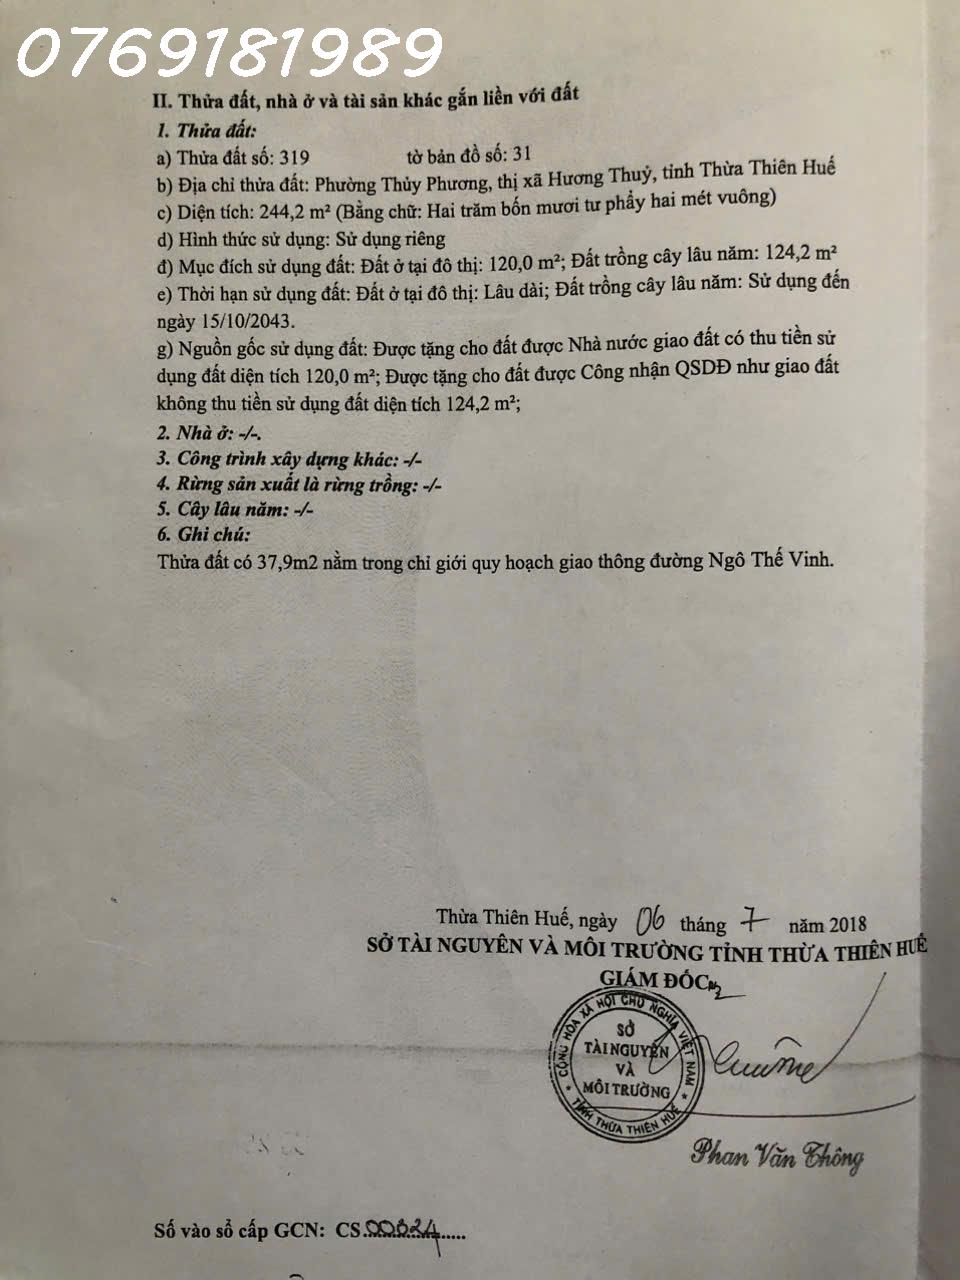 0769181989
II. Thửa đất, nhà ở và tài sản khác gắn liền với đất
1. Thửa đất:
a) Thửa đất số: 319 tờ bản đồ số: 31
b) Địa chỉ thửa đất: Phường Thủy Phương, thị xã Hương Thuỷ, tỉnh Thừa Thiên Huế
c) Diện tích: 244,2 m² (Bằng chữ: Hai trăm bốn mươi tư phẩy hai mét vuông)
d) Hình thức sử dụng: Sử dụng riêng
đ) Mục đích sử dụng đất: Đất ở tại đô thị: 120,0 m²; Đất trồng cây lâu năm: 124,2 m²
e) Thời hạn sử dụng đất: Đất ở tại đô thị: Lâu dài; Đất trồng cây lâu năm: Sử dụng đến
ngày 15/10/2043.
g) Nguồn gốc sử dụng đất: Được tặng cho đất được Nhà nước giao đất có thu tiền sử
dụng đất diện tích 120,0 m²; Được tặng cho đất được Công nhận QSDĐ như giao đất
không thu tiền sử dụng đất diện tích 124,2 m²;
2. Nhà ở: -/-.
3. Công trình xây dựng khác: -/-
4. Rừng sản xuất là rừng trồng: -/-
5. Cây lâu năm: -/-
6. Ghi chú:
Thửa đất có 37,9m2 nằm trong chỉ giới quy hoạch giao thông đường Ngô Thế Vinh.
Thừa Thiên Huế, ngày 06 tháng 7 năm 2018
SỞ TÀI NGUYÊN VÀ MÔI TRƯỜNG TỈNH THỪA THIÊN HUẾ
GIÁM ĐỐC
CỘNG HÒA XÃ HỘI CHỦ NGHĨA VIỆT NAM
SỞ
TÀI NGUYÊN
VÀ
MÔI TRƯỜNG
TỈNH THỪA THIÊN HUẾ
Phan Văn Thông
Số vào sổ cấp GCN: CS